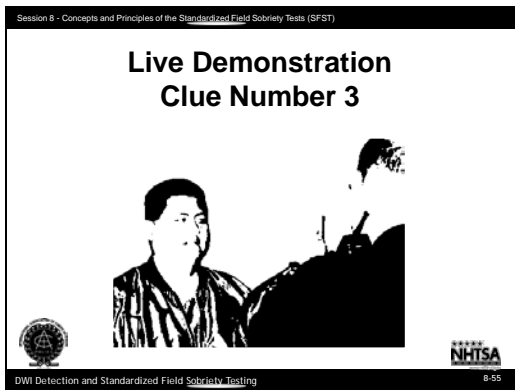 Session 8 - Concepts and Principles of the Standardized Field Sobriety Tests (SFST)
Live Demonstration
Clue Number 3
NHTSA
DWI Detection and Standardized Field Sobriety Testing
8-55